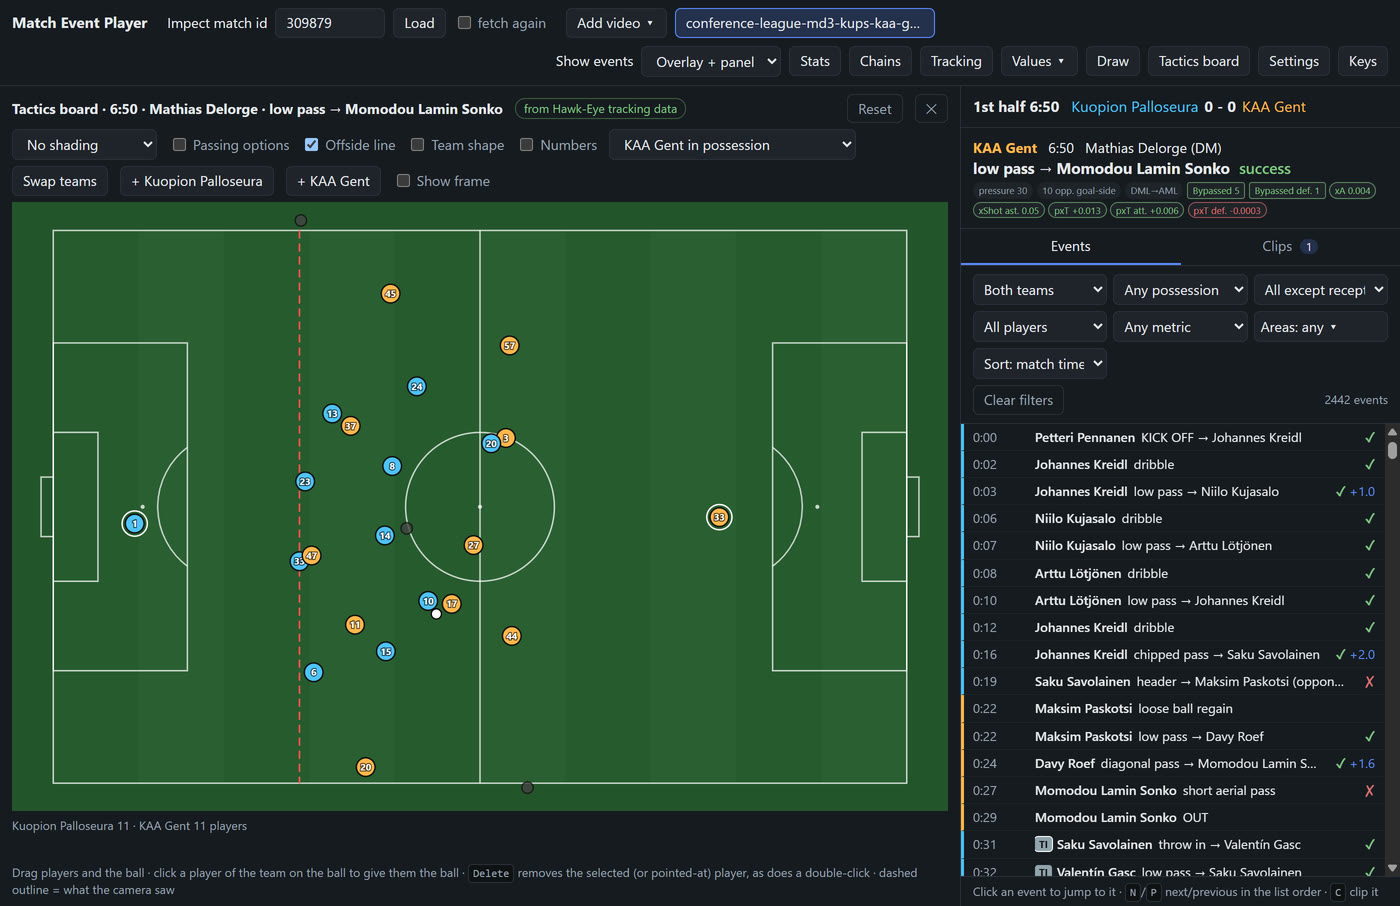 Match Event Player Impact match id 309879 Load fetch again Add video ▾ conference-league-md3-kups-kaa-g...
Show events Overlay + panel Stats Chains Tracking Values ▾ Draw Tactics board Settings Keys
Tactics board · 6:50 · Mathias Delorge · low pass → Momodou Lamin Sonko from Hawk-Eye tracking data Reset ×
No shading Passing options Offside line Team shape Numbers KAA Gent in possession
Swap teams + Kuopion Palloseura + KAA Gent Show frame
45
57
24
13
37
20 3
8
23
1
33
14
27
33 47
10 17
11
44
15
6
20
Kuopion Palloseura 11 · KAA Gent 11 players
Drag players and the ball · click a player of the team on the ball to give them the ball · Delete removes the selected (or pointed-at) player, as does a double-click · dashed
outline = what the camera saw
1st half 6:50 Kuopion Palloseura 0 - 0 KAA Gent
KAA Gent 6:50 Mathias Delorge (DM)
low pass → Momodou Lamin Sonko success
pressure 30 10 opp. goal-side DML→AML Bypassed 5 Bypassed def. 1 xA 0.004
xShot ast. 0.05 pxT +0.013 pxT att. +0.006 pxT def. -0.0003
Events Clips 1
Both teams Any possession All except recept
All players Any metric Areas: any ▾
Sort: match time
Clear filters 2442 events
0:00 Petteri Pennanen KICK OFF → Johannes Kreidl ✓
0:02 Johannes Kreidl dribble ✓
0:03 Johannes Kreidl low pass → Niilo Kujasalo ✓ +1.0
0:06 Niilo Kujasalo dribble ✓
0:07 Niilo Kujasalo low pass → Arttu Lötjönen ✓
0:08 Arttu Lötjönen dribble ✓
0:10 Arttu Lötjönen low pass → Johannes Kreidl ✓
0:12 Johannes Kreidl dribble ✓
0:16 Johannes Kreidl chipped pass → Saku Savolainen ✓ +2.0
0:19 Saku Savolainen header → Maksim Paskotsi (oppon... ✗
0:22 Maksim Paskotsi loose ball regain
0:22 Maksim Paskotsi low pass → Davy Roef ✓
0:24 Davy Roef diagonal pass → Momodou Lamin S... ✓ +1.6
0:27 Momodou Lamin Sonko short aerial pass ✗
0:29 Momodou Lamin Sonko OUT
0:31 TI Saku Savolainen throw in → Valentín Gasc ✓
0:32 TI Valentín Gasc low pass → Saku Savolainen ✓
Click an event to jump to it · N / P next/previous in the list order · C clip it